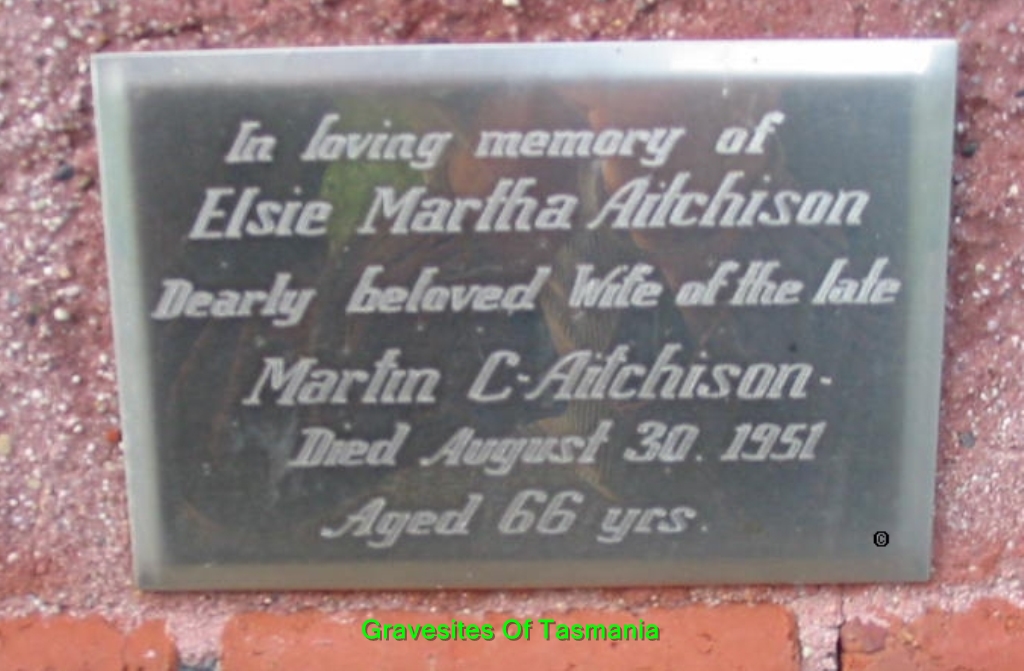 In loving memory of
Elsie Martha Aitchison
Dearly beloved Wife of the late
Martin C. Aitchison.
Died August 30. 1951
Aged 66 yrs.
©
Gravesites Of Tasmania